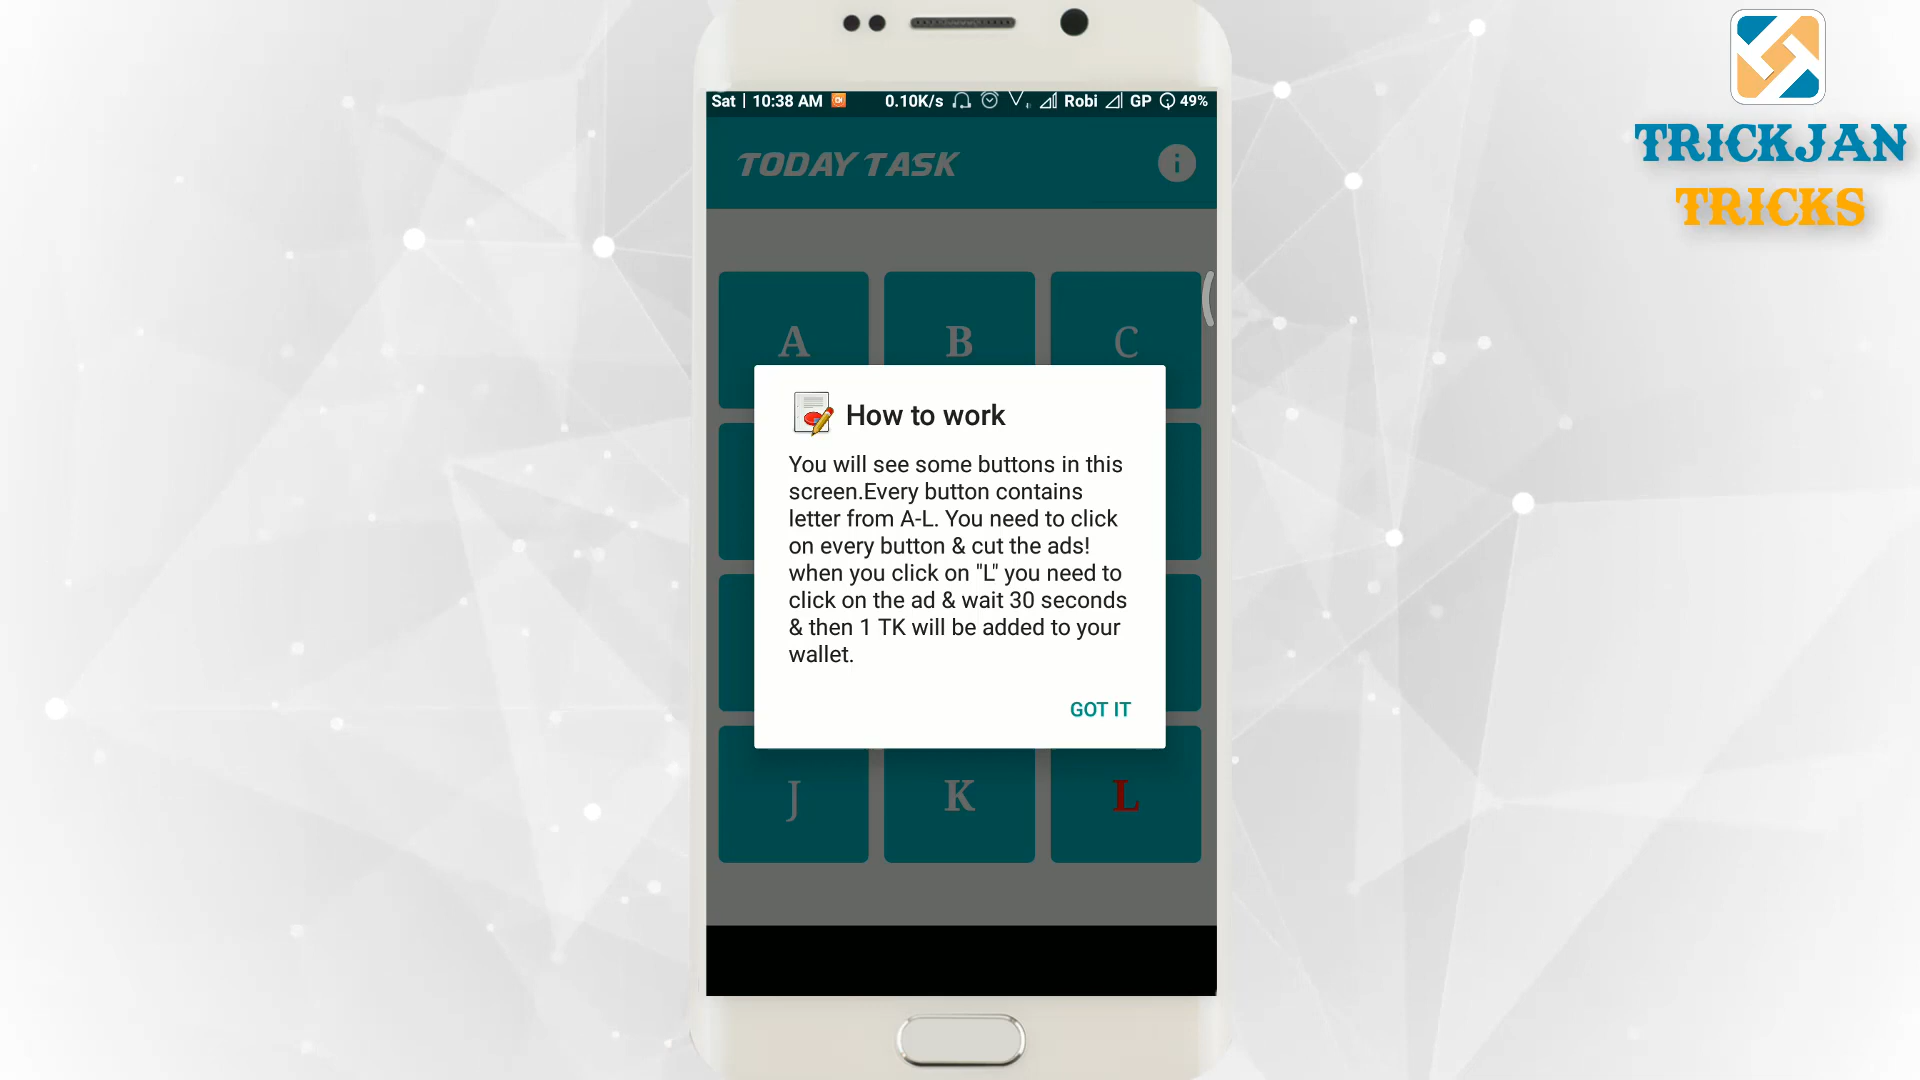 TRICKJAN
TRICKS
Sat | 10:38 AM 0.10K/s Robi GP 49%
TODAY TASK
A B C
How to work
You will see some buttons in this
screen.Every button contains
letter from A-L. You need to click
on every button & cut the ads!
when you click on "L" you need to
click on the ad & wait 30 seconds
& then 1 TK will be added to your
wallet.
GOT IT
J K L